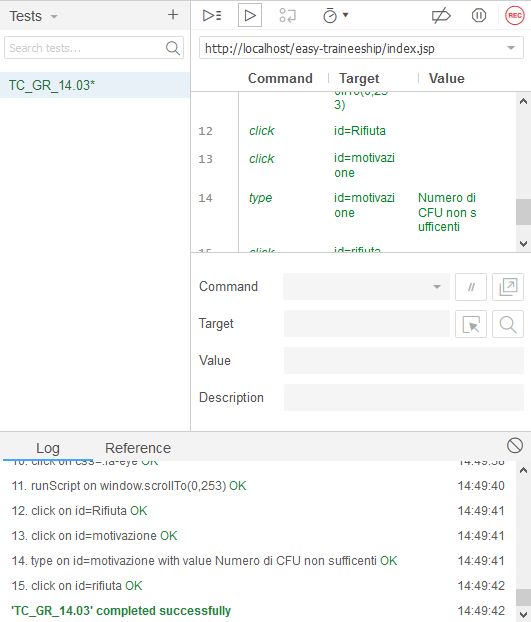 Tests
+
REC
Search tests...
http://localhost/easy-traineeship/index.jsp
TC_GR_14.03*
Command Target Value
ollTo(0,25
3)
12 click id=Rifiuta
13 click id=motivazi
one
14 type id=motivazi Numero di
one CFU non s
ufficenti
15 click id=rifiuta
Command
//
Target
Value
Description
Log Reference
10. click on css=.fa-eye OK 14:49:38
11. runScript on window.scrollTo(0,253) OK 14:49:40
12. click on id=Rifiuta OK 14:49:41
13. click on id=motivazione OK 14:49:41
14. type on id=motivazione with value Numero di CFU non sufficenti OK 14:49:41
15. click on id=rifiuta OK 14:49:42
'TC_GR_14.03' completed successfully 14:49:42